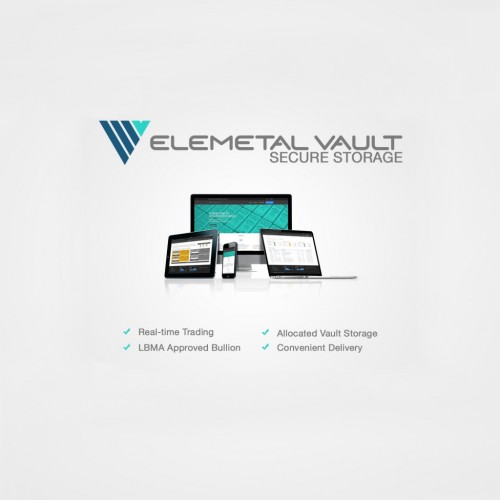 ELEMETAL VAULT
SECURE STORAGE
Real-time Trading
LBMA Approved Bullion
Allocated Vault Storage
Convenient Delivery